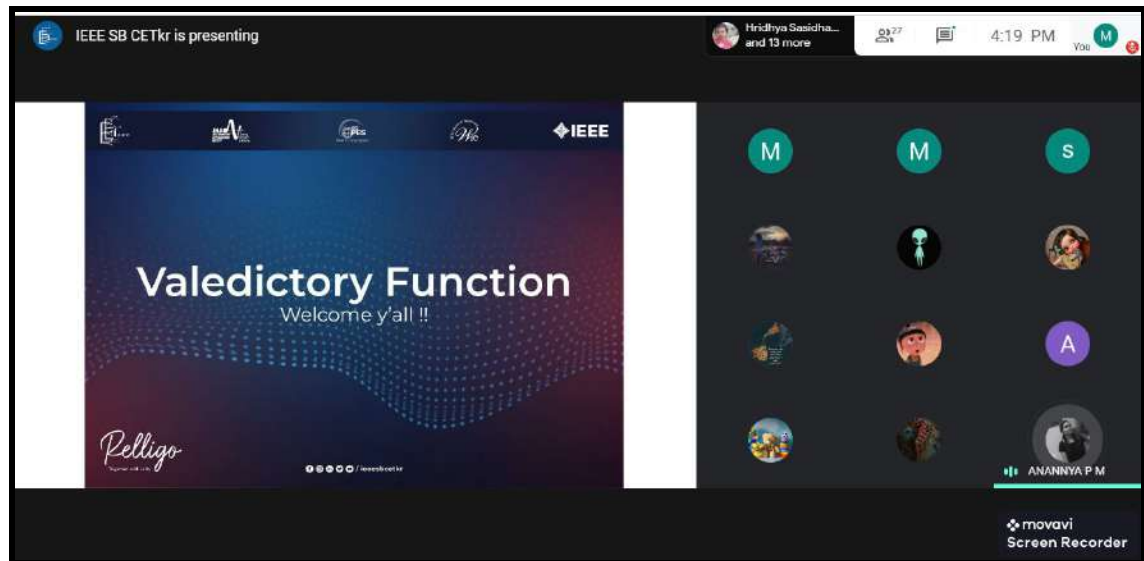 IEEE SB CETkr is presenting
Hridhya Sasidha...
and 13 more
27
4:19 PM
You
M
IEEE
M
M
S
Valedictory Function
Welcome y'all !!
A
Relligo
/ieeesbcetkr
ANANNYA P M
movavi
Screen Recorder